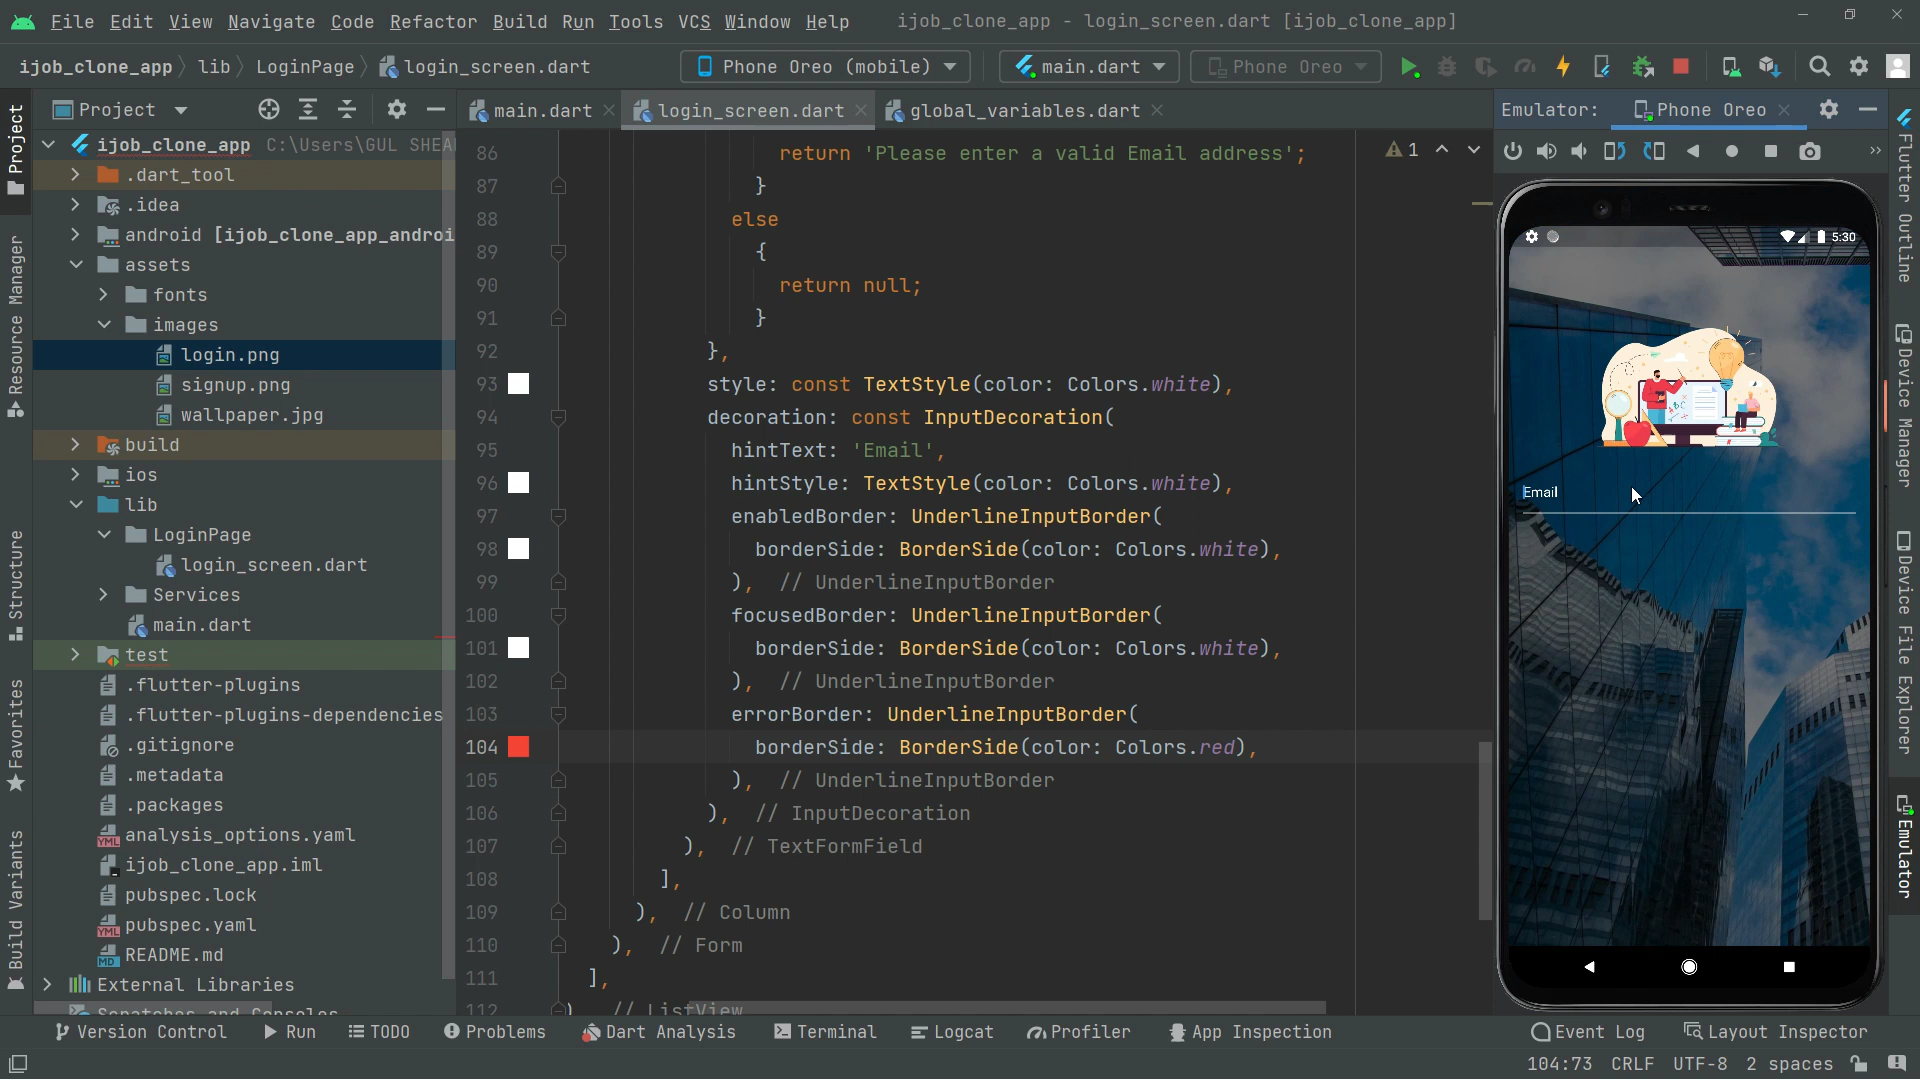 File Edit View Navigate Code Refactor Build Run Tools VCS Window Help ijob_clone_app - login_screen.dart [ijob_clone_app]
ijob_clone_app lib LoginPage login_screen.dart Phone Oreo (mobile) main.dart Phone Oreo
Project main.dart login_screen.dart global_variables.dart Emulator: Phone Oreo
ijob_clone_app C:\Users\GUL SHEA
.dart_tool
.idea
android [ijob_clone_app_androi
assets
fonts
images
login.png
signup.png
wallpaper.jpg
build
ios
lib
LoginPage
login_screen.dart
Services
main.dart
test
.flutter-plugins
.flutter-plugins-dependencies
.gitignore
.metadata
.packages
analysis_options.yaml
ijob_clone_app.iml
pubspec.lock
pubspec.yaml
README.md
External Libraries
Scratches and Consoles
Project
Resource Manager
Structure
Favorites
Build Variants
86 return 'Please enter a valid Email address';
87 }
88 else
89 {
90 return null;
91 }
92 },
93 style: const TextStyle(color: Colors.white),
94 decoration: const InputDecoration(
95 hintText: 'Email',
96 hintStyle: TextStyle(color: Colors.white),
97 enabledBorder: UnderlineInputBorder(
98 borderSide: BorderSide(color: Colors.white),
99 ), // UnderlineInputBorder
100 focusedBorder: UnderlineInputBorder(
101 borderSide: BorderSide(color: Colors.white),
102 ), // UnderlineInputBorder
103 errorBorder: UnderlineInputBorder(
104 borderSide: BorderSide(color: Colors.red),
105 ), // UnderlineInputBorder
106 ), // InputDecoration
107 ), // TextFormField
108 ],
109 ), // Column
110 ), // Form
111 ],
112 ) // ListView
1
5:30
ABC
Email
Flutter Outline
Device Manager
Device File Explorer
Emulator
Version Control Run TODO Problems Dart Analysis Terminal Logcat Profiler App Inspection Event Log Layout Inspector
104:73 CRLF UTF-8 2 spaces